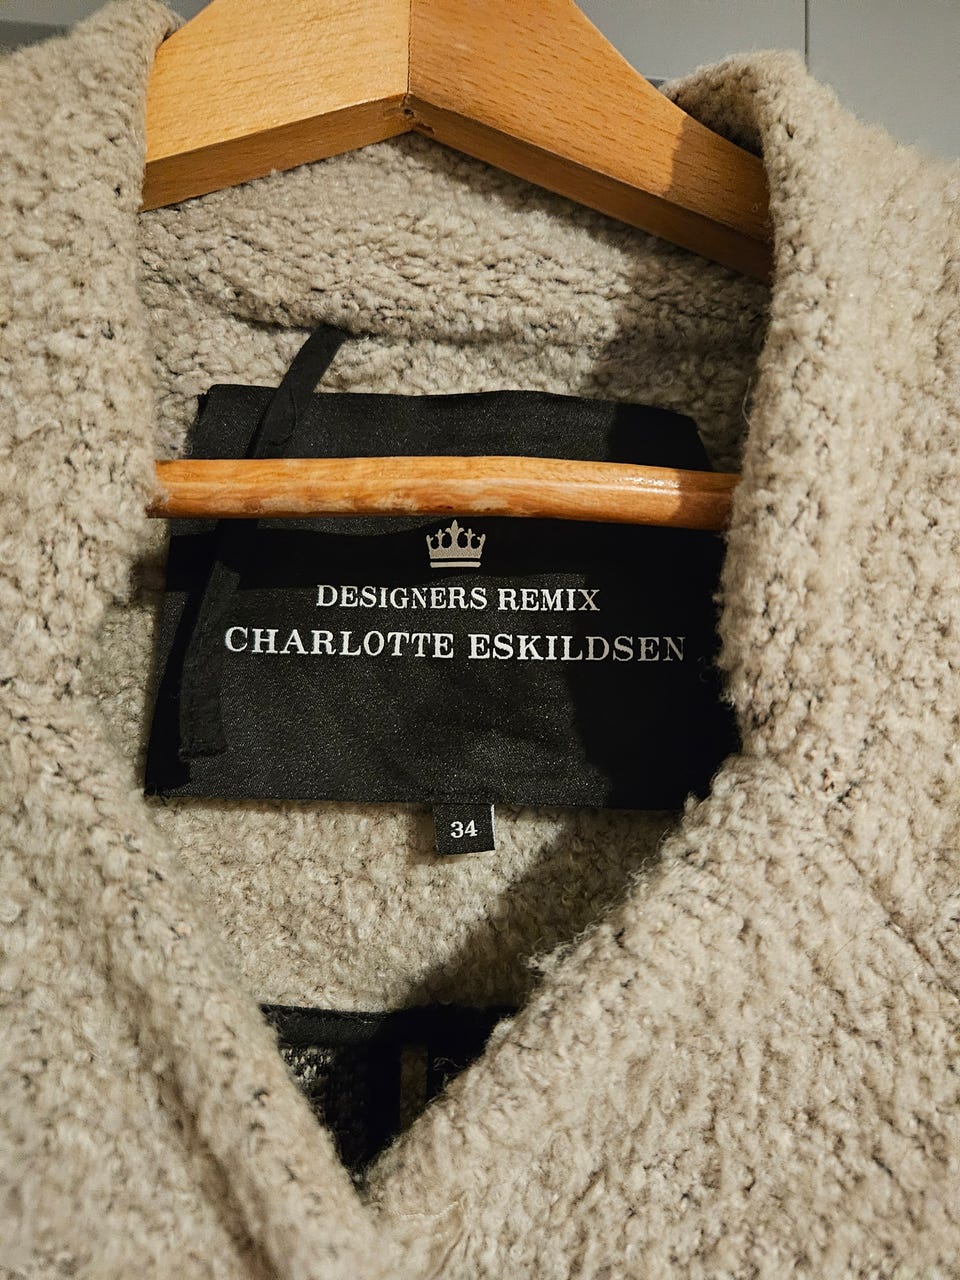 DESIGNERS REMIX
CHARLOTTE ESKILDSEN
34